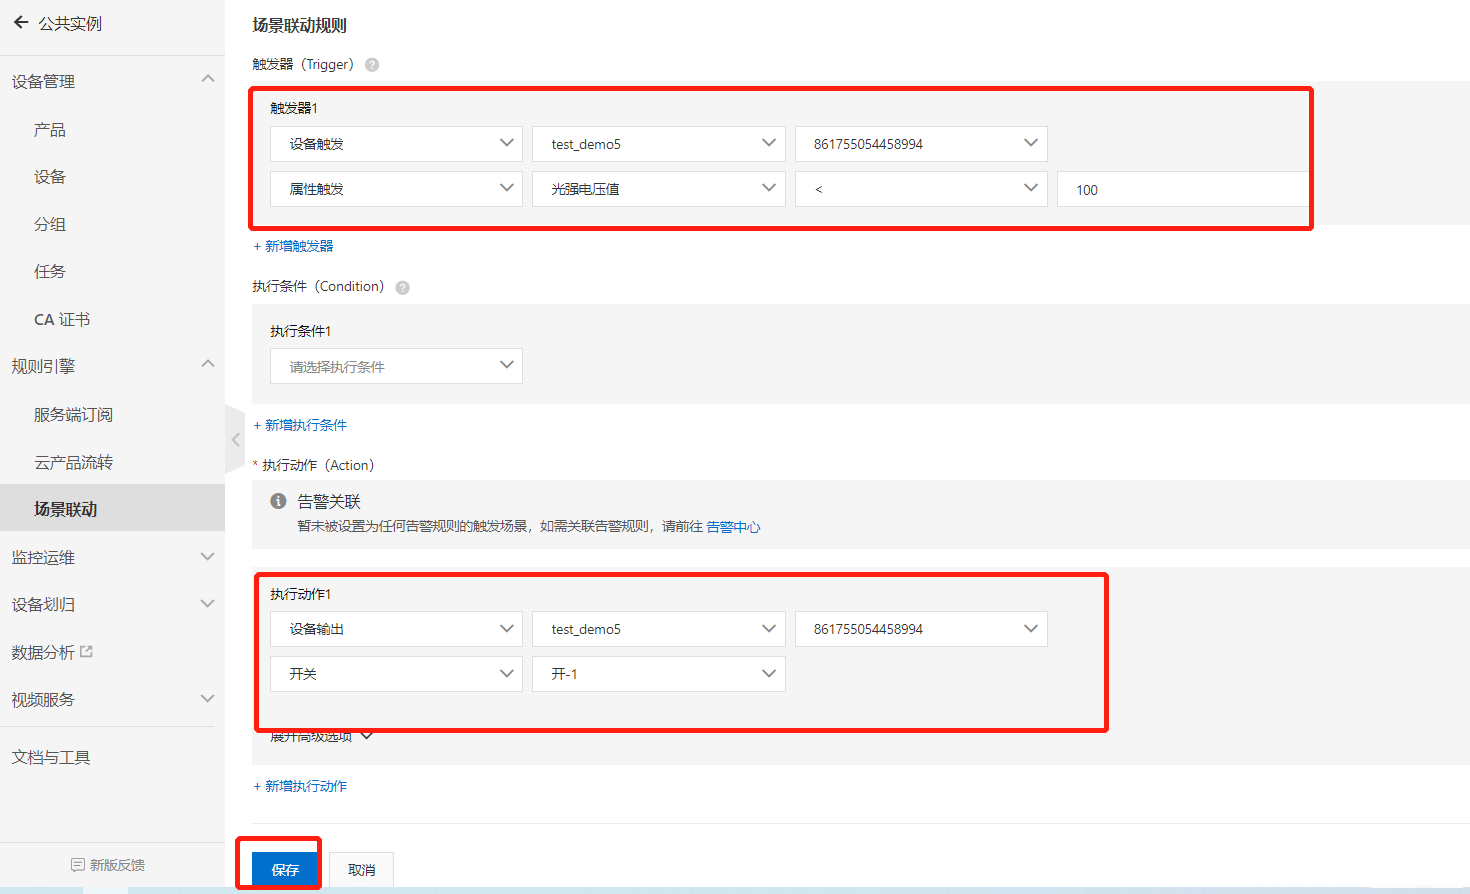 公共实例
设备管理
产品
设备
分组
任务
CA 证书
规则引擎
服务端订阅
云产品流转
场景联动
监控运维
设备划归
数据分析
视频服务
文档与工具
新版反馈
场景联动规则
触发器（Trigger）
触发器1
设备触发 test_demo5 861755054458994
属性触发 光强电压值 < 100
+ 新增触发器
执行条件（Condition）
执行条件1
请选择执行条件
+ 新增执行条件
* 执行动作（Action）
告警关联
暂未被设置为任何告警规则的触发场景，如需关联告警规则，请前往 告警中心
执行动作1
设备输出 test_demo5 861755054458994
开关 开-1
展开高级选项
+ 新增执行动作
保存 取消